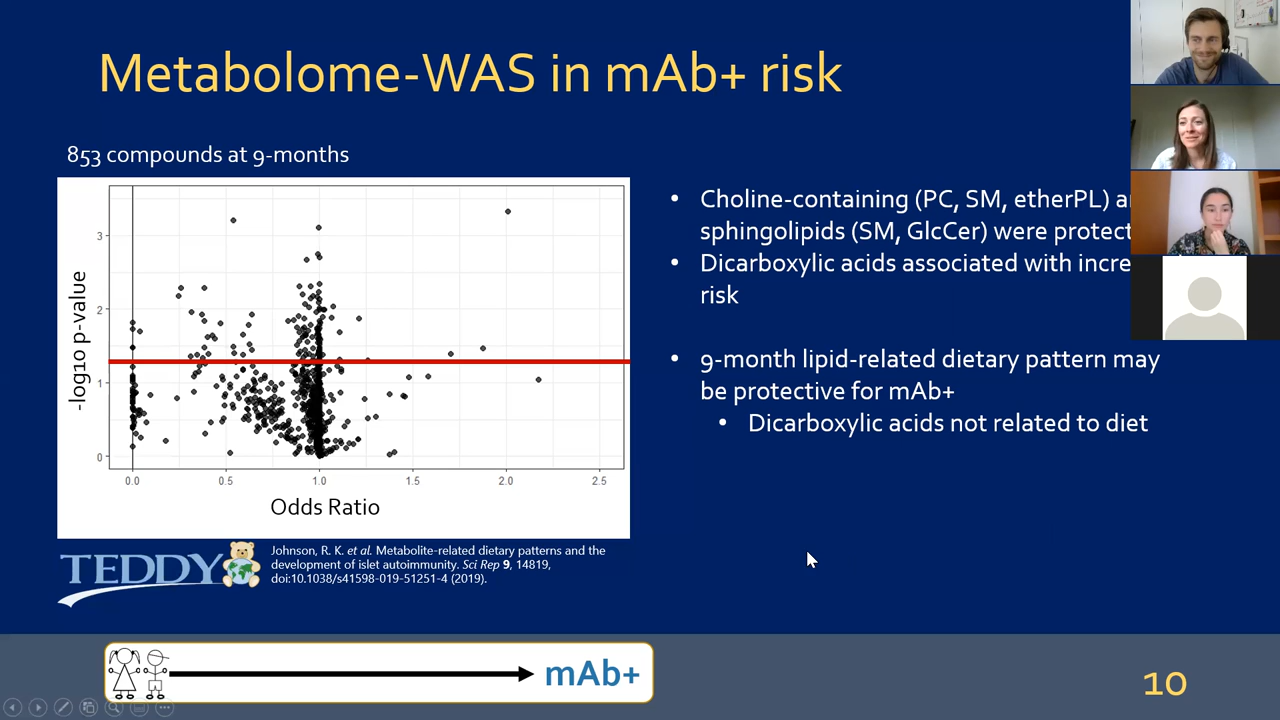 Metabolome-WAS in mAb+ risk
853 compounds at 9-months
-log10 p-value
3
2
1
0
0.0 0.5 1.0 1.5 2.0 2.5
Odds Ratio
• Choline-containing (PC, SM, etherPL)
sphingolipids (SM, GlcCer) were
• Dicarboxylic acids associated with
risk
• 9-month lipid-related dietary pattern may
be protective for mAb+
• Dicarboxylic acids not related to diet
TEDDY
Johnson, R. K. et al. Metabolite-related dietary patterns and the
development of islet autoimmunity. Sci Rep 9, 14819,
doi:10.1038/s41598-019-51251-4 (2019).
mAb+
10